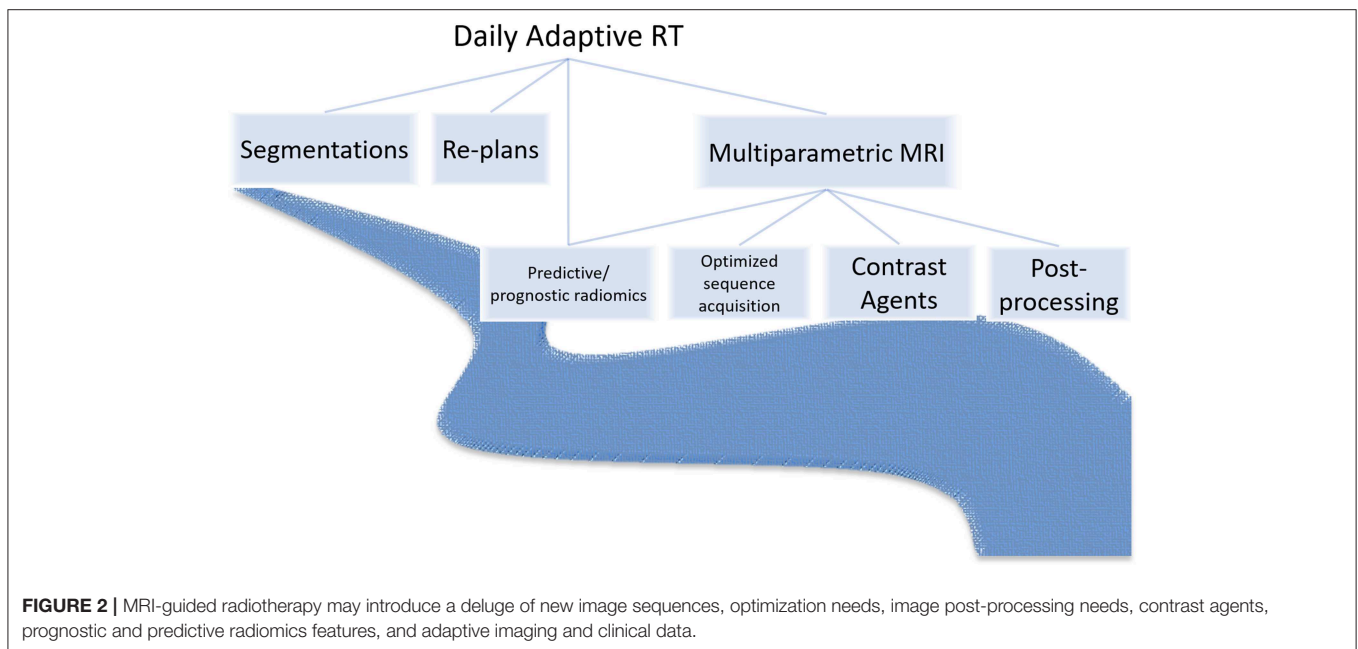 Daily Adaptive RT
Segmentations
Re-plans
Multiparametric MRI
Predictive/
prognostic radiomics
Optimized
sequence
acquisition
Contrast
Agents
Post-
processing
FIGURE 2 | MRI-guided radiotherapy may introduce a deluge of new image sequences, optimization needs, image post-processing needs, contrast agents,
prognostic and predictive radiomics features, and adaptive imaging and clinical data.